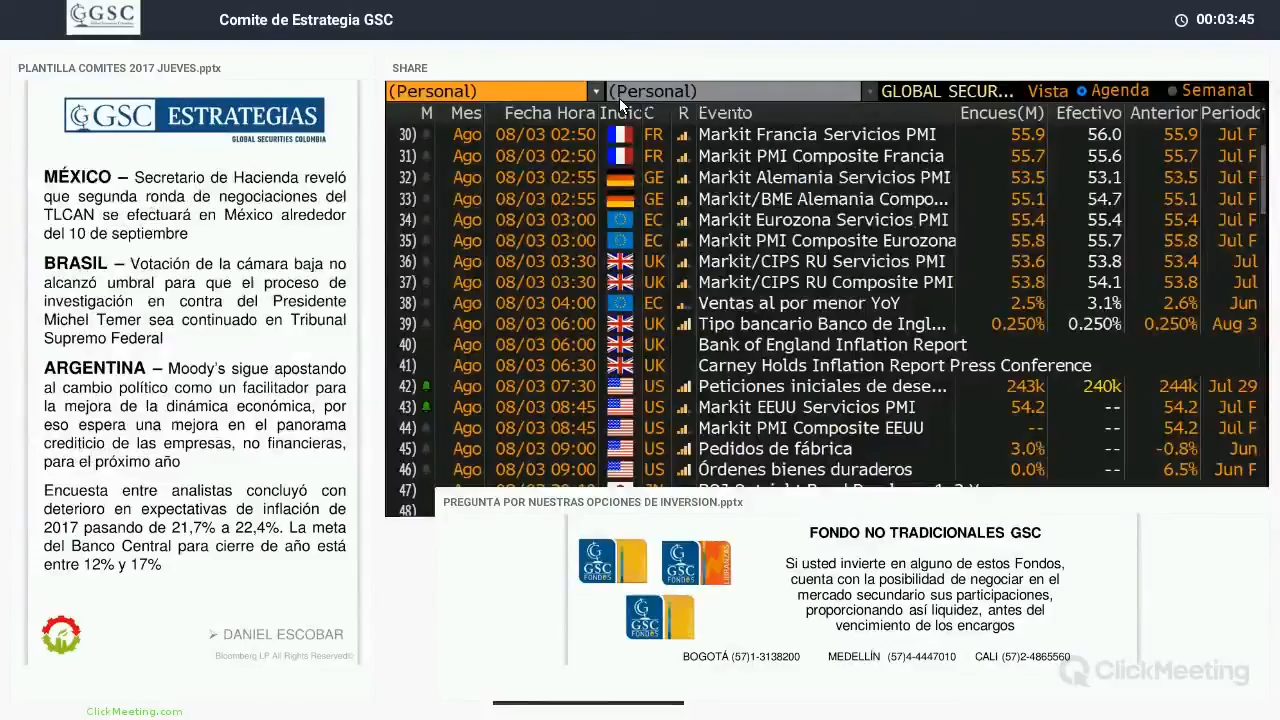 GSC
Comite de Estrategia GSC
00:03:45
PLANTILLA COMITES 2017 JUEVES.pptx
GSC ESTRATEGIAS
GLOBAL SECURITIES COLOMBIA
MÉXICO – Secretario de Hacienda reveló
que segunda ronda de negociaciones del
TLCAN se efectuará en México alrededor
del 10 de septiembre
BRASIL – Votación de la cámara baja no
alcanzó umbral para que el proceso de
investigación en contra del Presidente
Michel Temer sea continuado en Tribunal
Supremo Federal
ARGENTINA – Moody's sigue apostando
al cambio político como un facilitador para
la mejora de la dinámica económica, por
eso espera una mejora en el panorama
crediticio de las empresas, no financieras,
para el próximo año
Encuesta entre analistas concluyó con
deterioro en expectativas de inflación de
2017 pasando de 21,7% a 22,4%. La meta
del Banco Central para cierre de año está
entre 12% y 17%
➢ DANIEL ESCOBAR
Bloomberg LP All Rights Reserved©
ClickMeeting.com
SHARE
(Personal) (Personal) GLOBAL SECUR... Vista Agenda Semanal
M Mes Fecha Hora Indic C R Evento Encues(M) Efectivo Anterior Periodo
30) Ago 08/03 02:50 FR Markit Francia Servicios PMI 55.9 56.0 55.9 Jul F
31) Ago 08/03 02:50 FR Markit PMI Composite Francia 55.7 55.6 55.7 Jul F
32) Ago 08/03 02:55 GE Markit Alemania Servicios PMI 53.5 53.1 53.5 Jul F
33) Ago 08/03 02:55 GE Markit/BME Alemania Compo... 55.1 54.7 55.1 Jul F
34) Ago 08/03 03:00 EC Markit Eurozona Servicios PMI 55.4 55.4 55.4 Jul F
35) Ago 08/03 03:00 EC Markit PMI Composite Eurozona 55.8 55.7 55.8 Jul F
36) Ago 08/03 03:30 UK Markit/CIPS RU Servicios PMI 53.6 53.8 53.4 Jul
37) Ago 08/03 03:30 UK Markit/CIPS RU Composite PMI 53.8 54.1 53.8 Jul
38) Ago 08/03 04:00 EC Ventas al por menor YoY 2.5% 3.1% 2.6% Jun
39) Ago 08/03 06:00 UK Tipo bancario Banco de Ingl... 0.250% 0.250% 0.250% Aug 3
40) Ago 08/03 06:00 UK Bank of England Inflation Report
41) Ago 08/03 06:30 UK Carney Holds Inflation Report Press Conference
42) Ago 08/03 07:30 US Peticiones iniciales de dese... 243k 240k 244k Jul 29
43) Ago 08/03 08:45 US Markit EEUU Servicios PMI 54.2 -- 54.2 Jul F
44) Ago 08/03 08:45 US Markit PMI Composite EEUU -- -- 54.2 Jul F
45) Ago 08/03 09:00 US Pedidos de fábrica 3.0% -- -0.8% Jun
46) Ago 08/03 09:00 US Órdenes bienes duraderos 0.0% -- 6.5% Jun F
47)
48)
PREGUNTA POR NUESTRAS OPCIONES DE INVERSION.pptx
GSC FONDOS
GSC FONDOS LIBRANZAS
GSC FONDOS
FONDO NO TRADICIONALES GSC
Si usted invierte en alguno de estos Fondos,
cuenta con la posibilidad de negociar en el
mercado secundario sus participaciones,
proporcionando así liquidez, antes del
vencimiento de los encargos
BOGOTÁ (57)1-3138200 MEDELLÍN (57)4-4447010 CALI (57)2-4865560
ClickMeeting